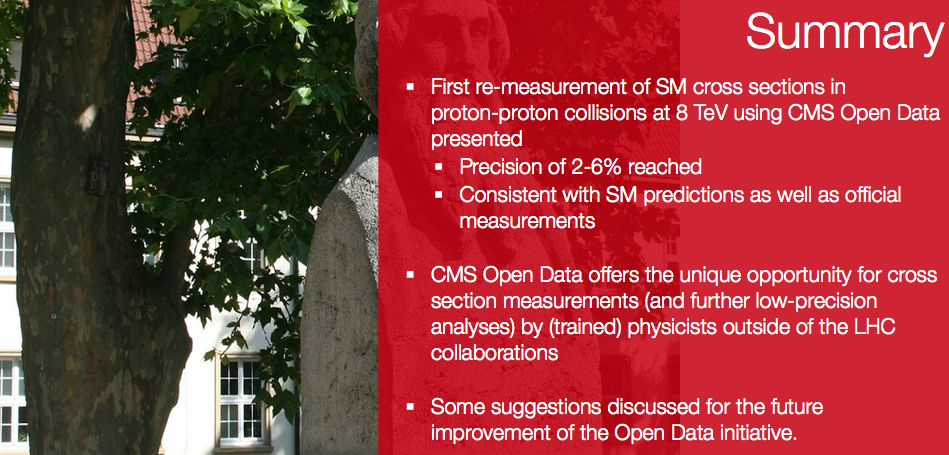 Summary
▪ First re-measurement of SM cross sections in
proton-proton collisions at 8 TeV using CMS Open Data
presented
▪ Precision of 2-6% reached
▪ Consistent with SM predictions as well as official
measurements
▪ CMS Open Data offers the unique opportunity for cross
section measurements (and further low-precision
analyses) by (trained) physicists outside of the LHC
collaborations
▪ Some suggestions discussed for the future
improvement of the Open Data initiative.